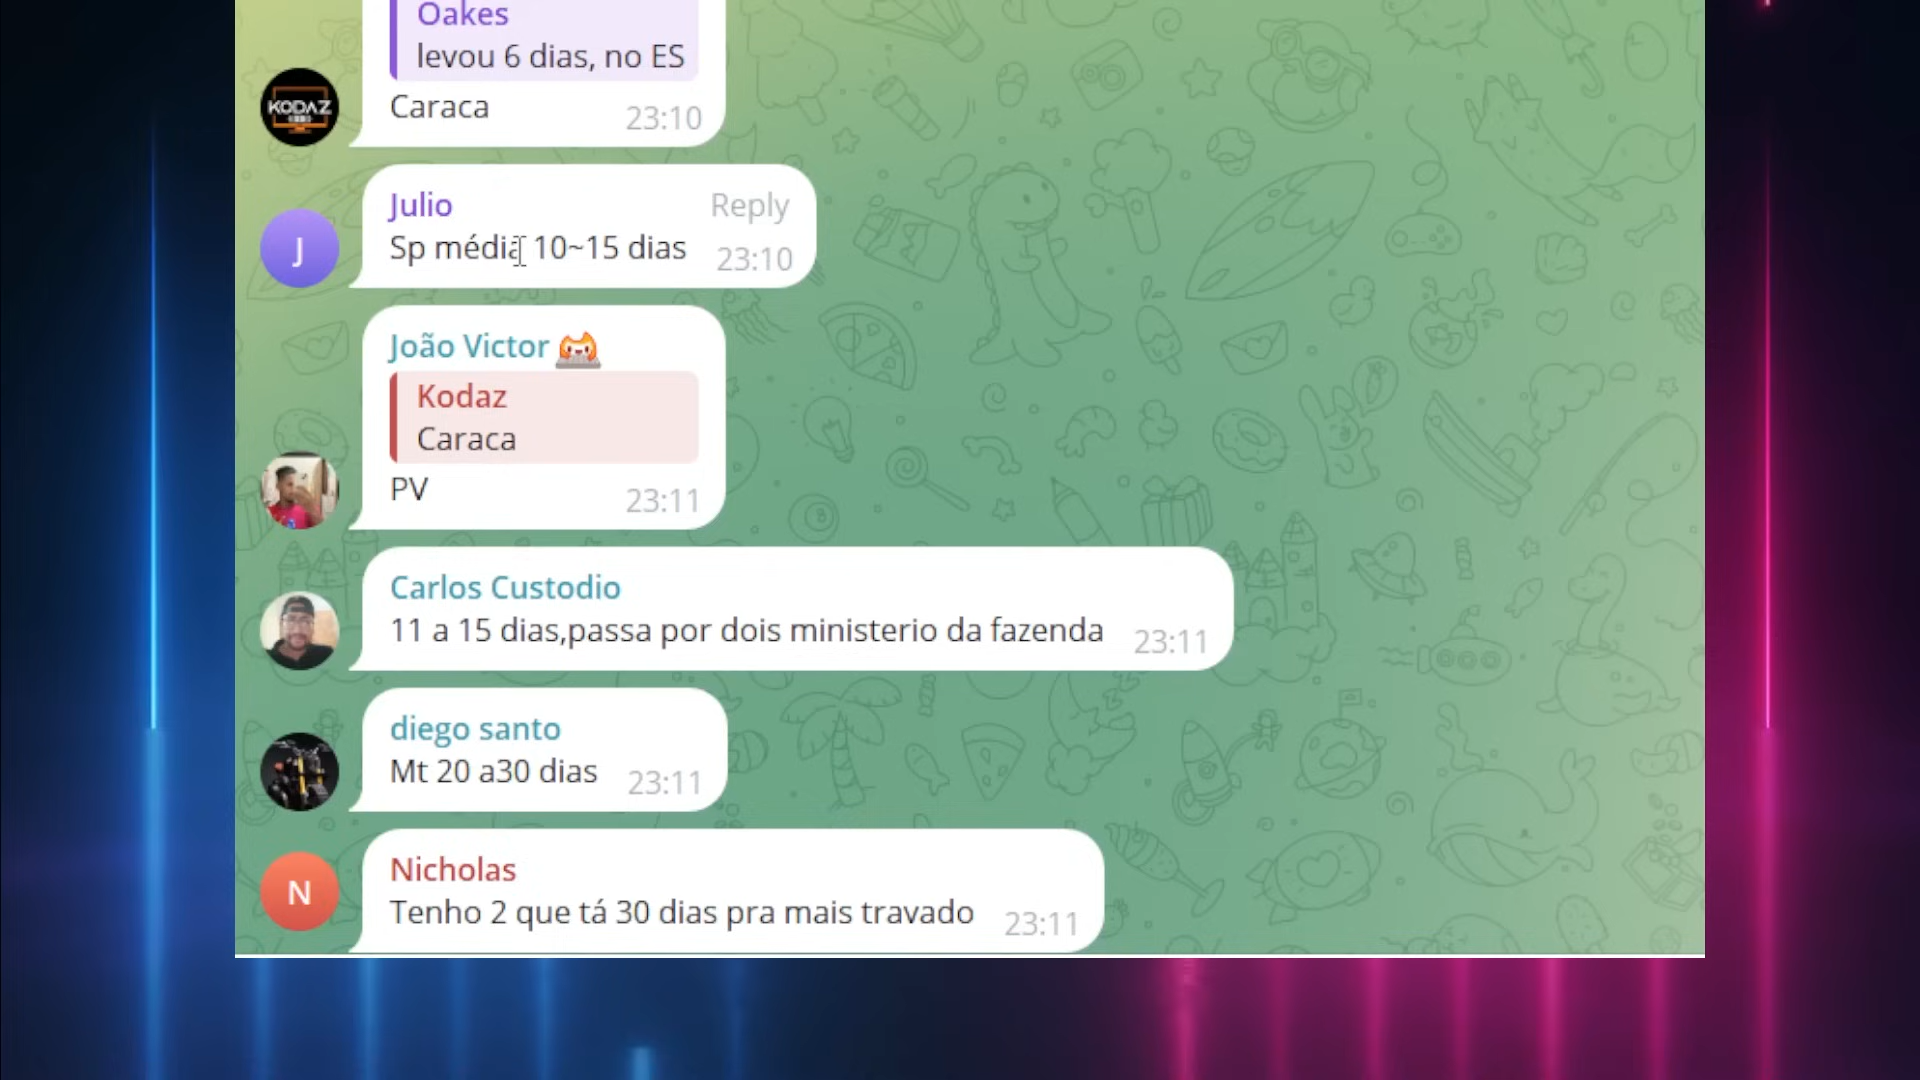 Oakes
levou 6 dias, no ES
KODAZ
Caraca
23:10
Julio
Reply
J
Sp média 10~15 dias
23:10
João Victor
Kodaz
Caraca
PV
23:11
Carlos Custodio
11 a 15 dias,passa por dois ministerio da fazenda
23:11
diego santo
Mt 20 a30 dias
23:11
Nicholas
N
Tenho 2 que tá 30 dias pra mais travado
23:11